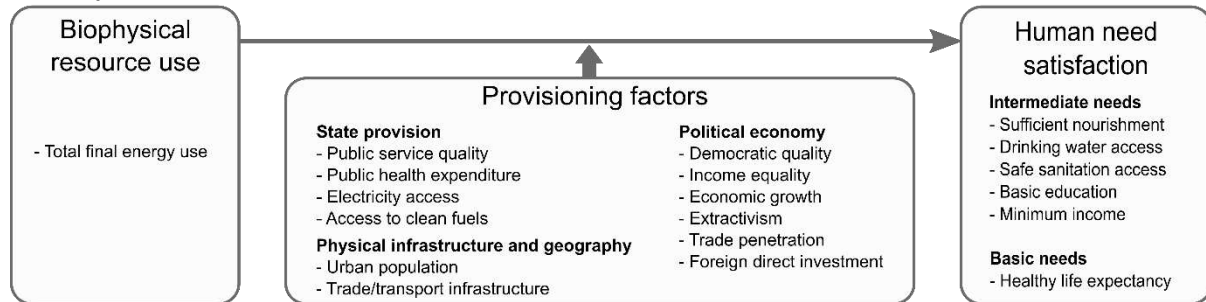 Biophysical
resource use
- Total final energy use
Provisioning factors
State provision
- Public service quality
- Public health expenditure
- Electricity access
- Access to clean fuels
Physical infrastructure and geography
- Urban population
- Trade/transport infrastructure
Political economy
- Democratic quality
- Income equality
- Economic growth
- Extractivism
- Trade penetration
- Foreign direct investment
Human need
satisfaction
Intermediate needs
- Sufficient nourishment
- Drinking water access
- Safe sanitation access
- Basic education
- Minimum income
Basic needs
- Healthy life expectancy